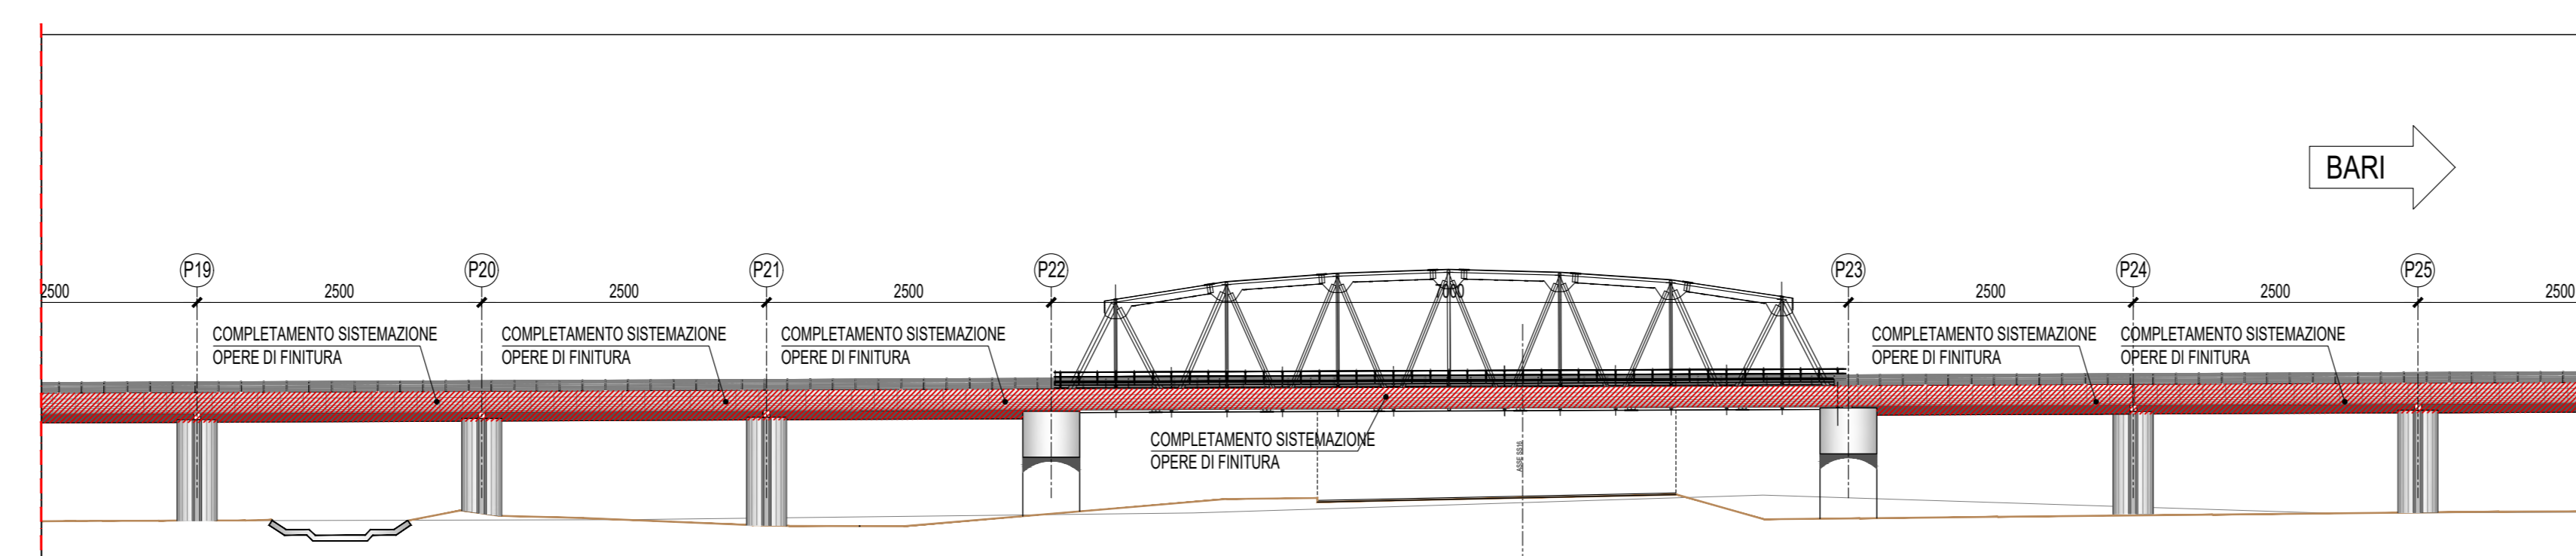 BARI
P19
P20
P21
P22
P23
P24
P25
2500
2500
2500
2500
7000
2500
2500
2500
COMPLETAMENTO SISTEMAZIONE
OPERE DI FINITURA
COMPLETAMENTO SISTEMAZIONE
OPERE DI FINITURA
COMPLETAMENTO SISTEMAZIONE
OPERE DI FINITURA
COMPLETAMENTO SISTEMAZIONE
OPERE DI FINITURA
COMPLETAMENTO SISTEMAZIONE
OPERE DI FINITURA
COMPLETAMENTO SISTEMAZIONE
OPERE DI FINITURA
ASSE SS16